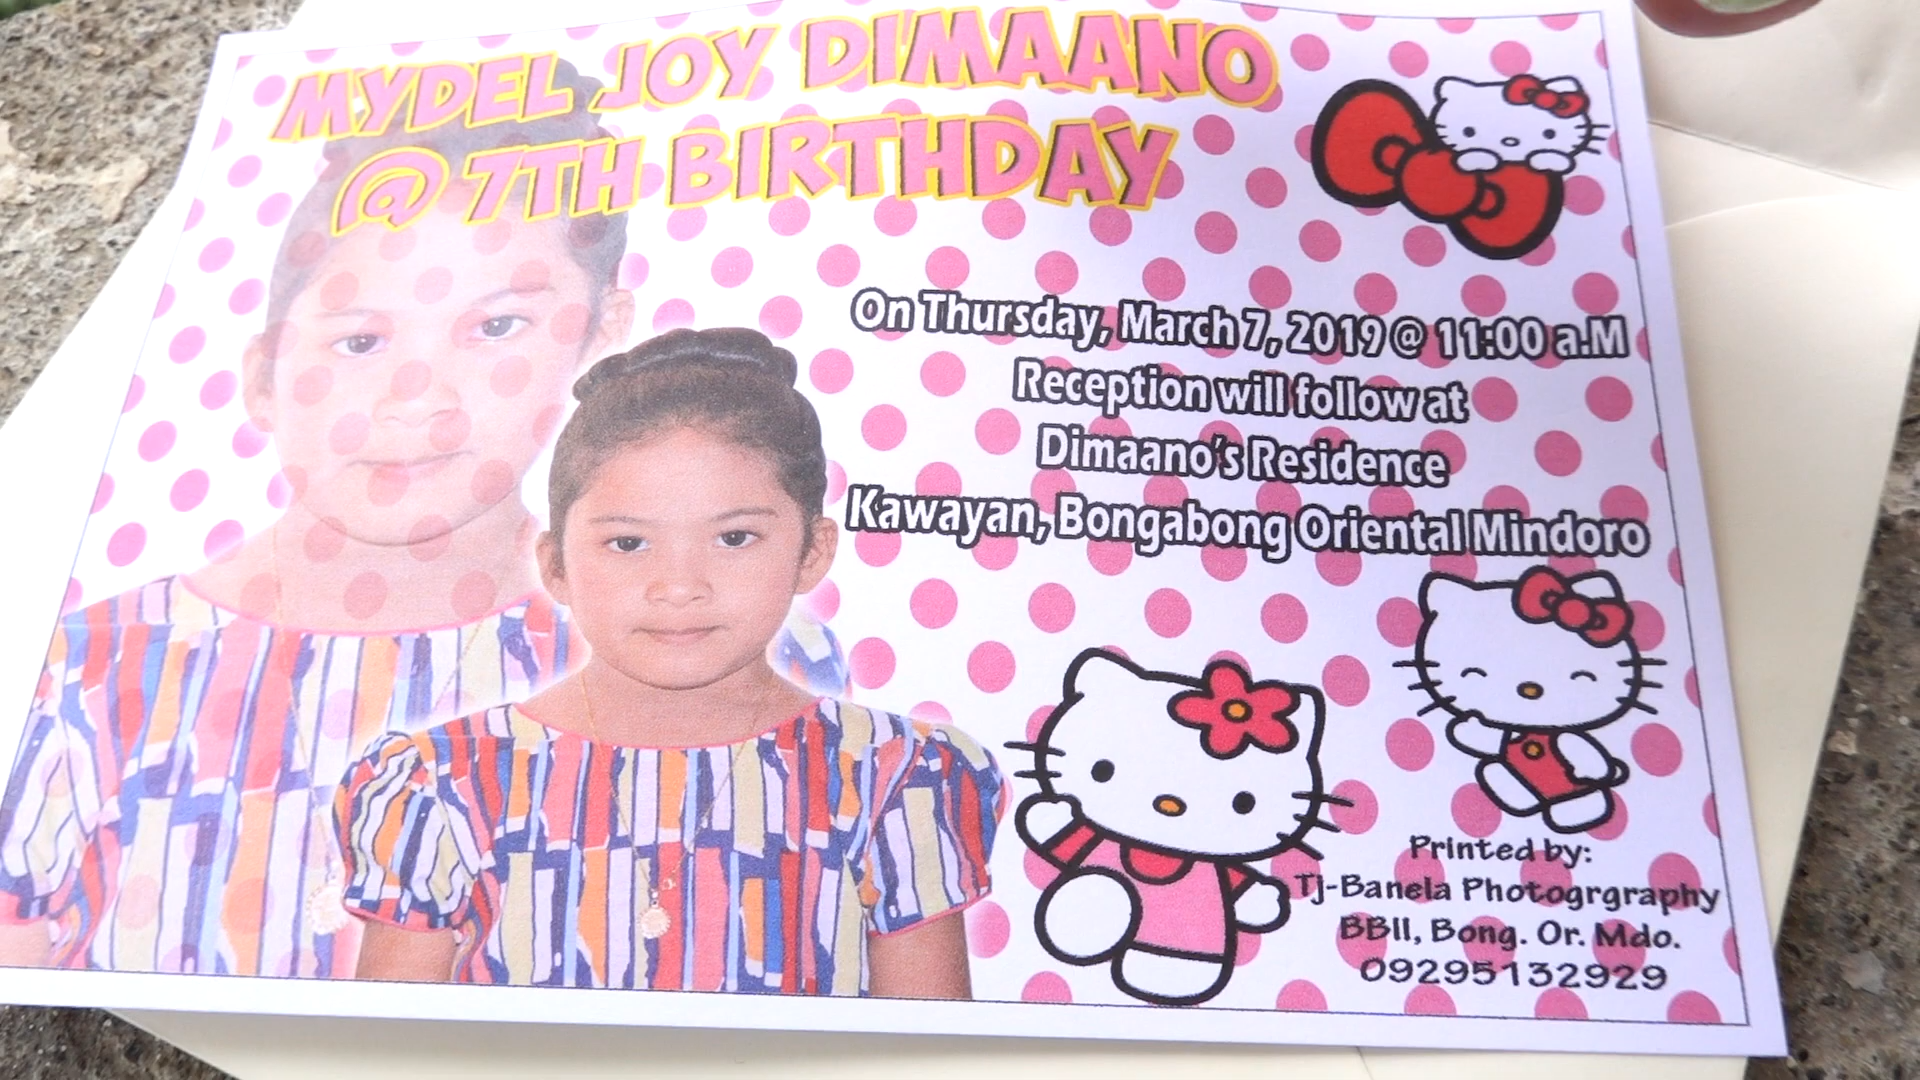 MYDEL JOY DIMAANO
@ 7TH BIRTHDAY
On Thursday, March 7, 2019 @ 11:00 a.M
Reception will follow at
Dimaano's Residence
Kawayan, Bongabong Oriental Mindoro
Printed by:
Tj-Banela Photogrgraphy
BBII, Bong. Or. Mdo.
09295132929